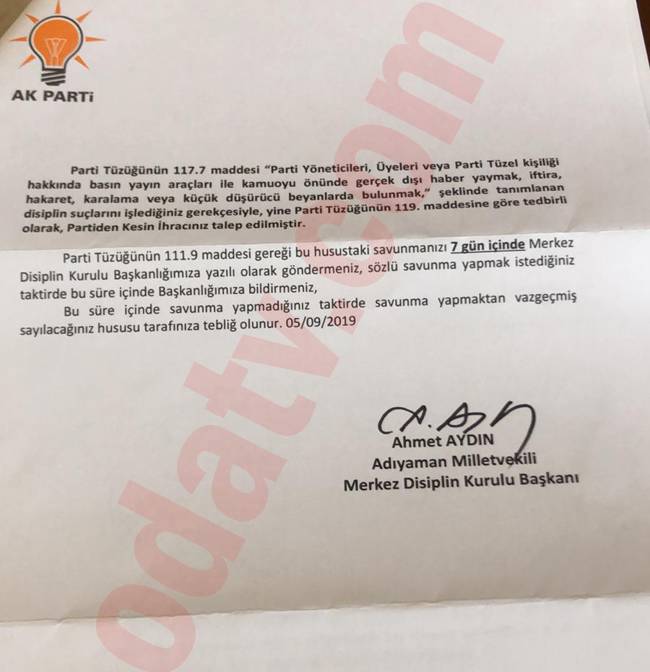 AK PARTi
Parti Tüzüğünün 117.7 maddesi "Parti Yöneticileri, Üyeleri veya Parti Tüzel kişiliği
hakkında basın yayın araçları ile kamuoyu önünde gerçek dışı haber yaymak, iftira,
hakaret, karalama veya küçük düşürücü beyanlarda bulunmak," şeklinde tanımlanan
disiplin suçlarını işlediğiniz gerekçesiyle, yine Parti Tüzüğünün 119. maddesine göre tedbirli
olarak, Partiden Kesin İhracınız talep edilmiştir.
Parti Tüzüğünün 111.9 maddesi gereği bu husustaki savunmanızı 7 gün içinde Merkez
Disiplin Kurulu Başkanlığımıza yazılı olarak göndermeniz, sözlü savunma yapmak istediğiniz
taktirde bu süre içinde Başkanlığımıza bildirmeniz,
Bu süre içinde savunma yapmadığınız taktirde savunma yapmaktan vazgeçmiş
sayılacağınız hususu tarafınıza tebliğ olunur. 05/09/2019
Ahmet AYDIN
Adıyaman Milletvekili
Merkez Disiplin Kurulu Başkanı
odatv.com